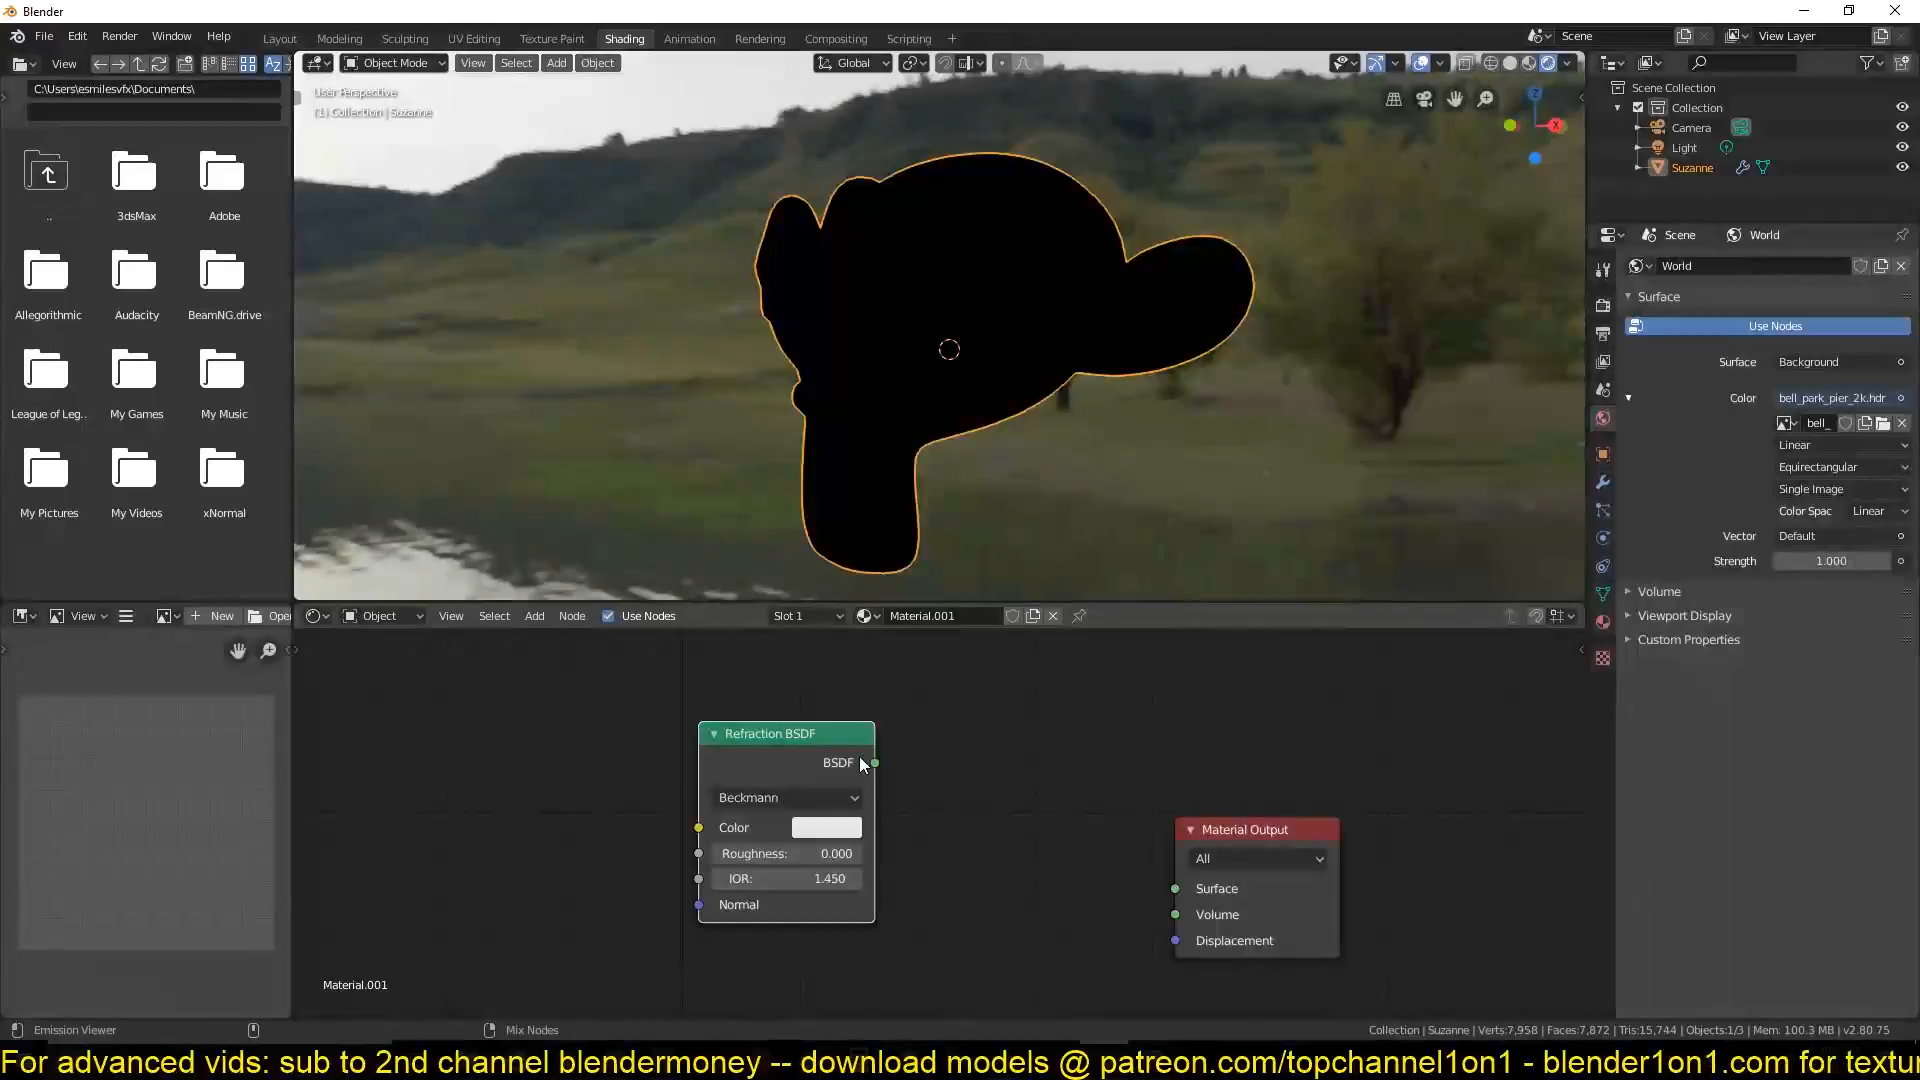 Blender
File Edit Render Window Help
Layout Modeling Sculpting UV Editing Texture Paint Shading Animation Rendering Compositing Scripting +
Scene
View Layer
View
Object Mode
View Select Add Object
Global
C:\Users\esmilesvfx\Documents\
User Perspective
(1) Collection | Suzanne
..
3dsMax
Adobe
Allegorithmic
Audacity
BeamNG.drive
League of Leg..
My Games
My Music
My Pictures
My Videos
xNormal
Z
X
Scene Collection
Collection
Camera
Light
Suzanne
Scene
World
World
Surface
Use Nodes
Surface Background
Color bell_park_pier_2k.hdr
bell_
Linear
Equirectangular
Single Image
Color Spac Linear
Vector Default
Strength 1.000
Volume
Viewport Display
Custom Properties
View
New
Open
Object
View Select Add Node
Use Nodes
Slot 1
Material.001
Refraction BSDF
BSDF
Beckmann
Color
Roughness: 0.000
IOR: 1.450
Normal
Material Output
All
Surface
Volume
Displacement
Material.001
Emission Viewer
Mix Nodes
Collection | Suzanne | Verts:7,958 | Faces:7,872 | Tris:15,744 | Objects:1/3 | Mem: 100.3 MB | v2.80.75
For advanced vids: sub to 2nd channel blendermoney -- download models @ patreon.com/topchannel1on1 - blender1on1.com for textur